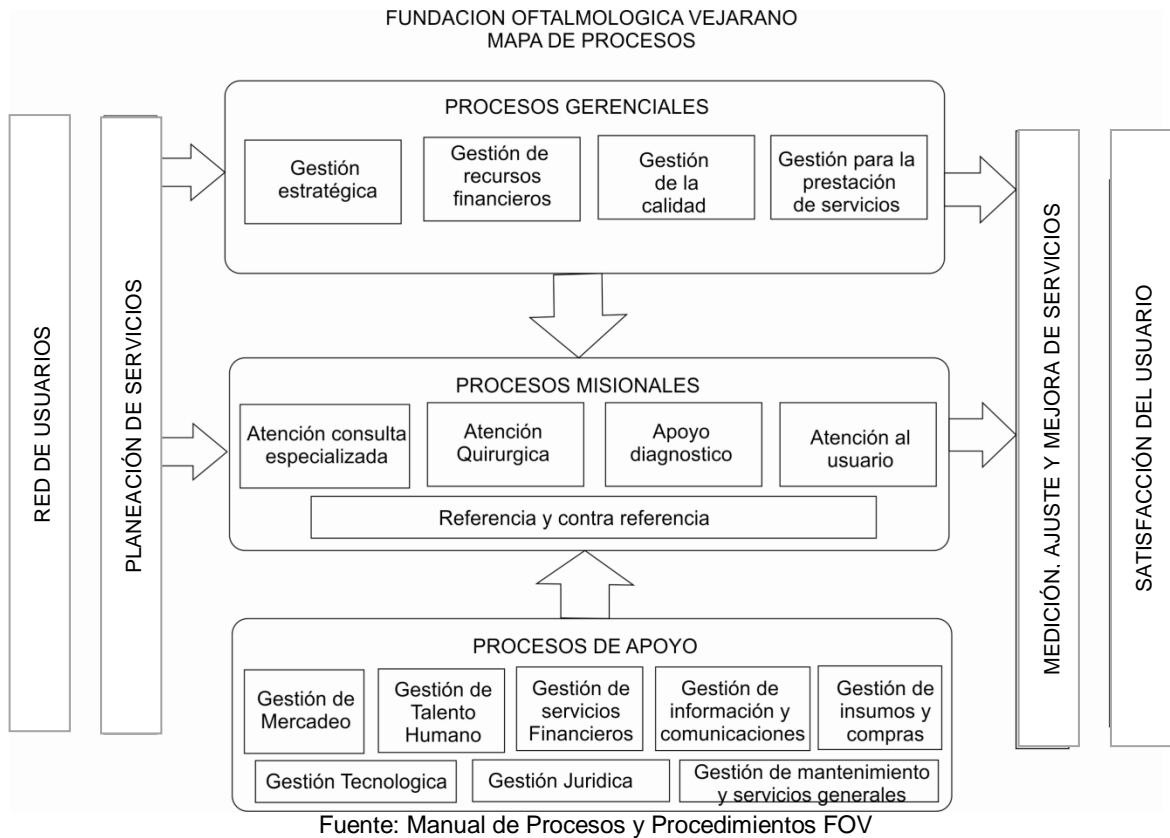 FUNDACION OFTALMOLOGICA VEJARANO
MAPA DE PROCESOS
RED DE USUARIOS
PLANEACIÓN DE SERVICIOS
PROCESOS GERENCIALES
Gestión
estratégica
Gestión de
recursos
financieros
Gestión
de la
calidad
Gestión para la
prestación
de servicios
PROCESOS MISIONALES
Atención consulta
especializada
Atención
Quirurgica
Apoyo
diagnostico
Atención al
usuario
Referencia y contra referencia
PROCESOS DE APOYO
Gestión de
Mercadeo
Gestión de
Talento
Humano
Gestión de
servicios
Financieros
Gestión de
información y
comunicaciones
Gestión de
insumos y
compras
Gestión Tecnologica
Gestión Juridica
Gestión de mantenimiento
y servicios generales
MEDICIÓN. AJUSTE Y MEJORA DE SERVICIOS
SATISFACCIÓN DEL USUARIO
Fuente: Manual de Procesos y Procedimientos FOV